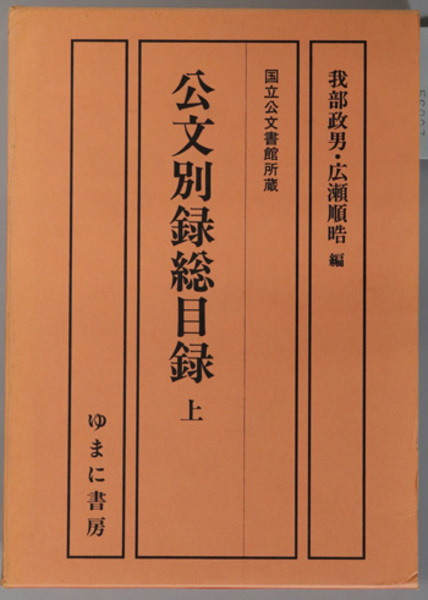 我部政男・広瀬順晧 編
国立公文書館所蔵
公文別録総目録 上
ゆまに書房